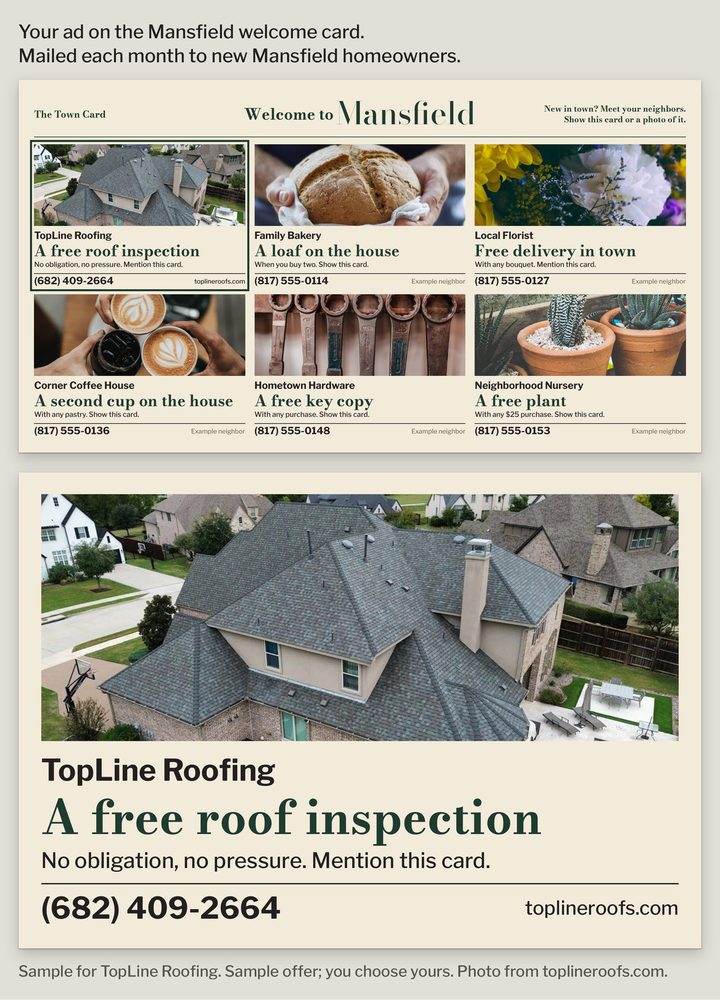 Your ad on the Mansfield welcome card.
Mailed each month to new Mansfield homeowners.
The Town Card
Welcome to Mansfield
New in town? Meet your neighbors.
Show this card or a photo of it.
TopLine Roofing
A free roof inspection
No obligation, no pressure. Mention this card.
(682) 409-2664 toplineroofs.com
Family Bakery
A loaf on the house
When you buy two. Show this card.
(817) 555-0114 Example neighbor
Local Florist
Free delivery in town
With any bouquet. Mention this card.
(817) 555-0127 Example neighbor
Corner Coffee House
A second cup on the house
With any pastry. Show this card.
(817) 555-0136 Example neighbor
Hometown Hardware
A free key copy
With any purchase. Show this card.
(817) 555-0148 Example neighbor
Neighborhood Nursery
A free plant
With any $25 purchase. Show this card.
(817) 555-0153 Example neighbor
TopLine Roofing
A free roof inspection
No obligation, no pressure. Mention this card.
(682) 409-2664 toplineroofs.com
Sample for TopLine Roofing. Sample offer; you choose yours. Photo from toplineroofs.com.